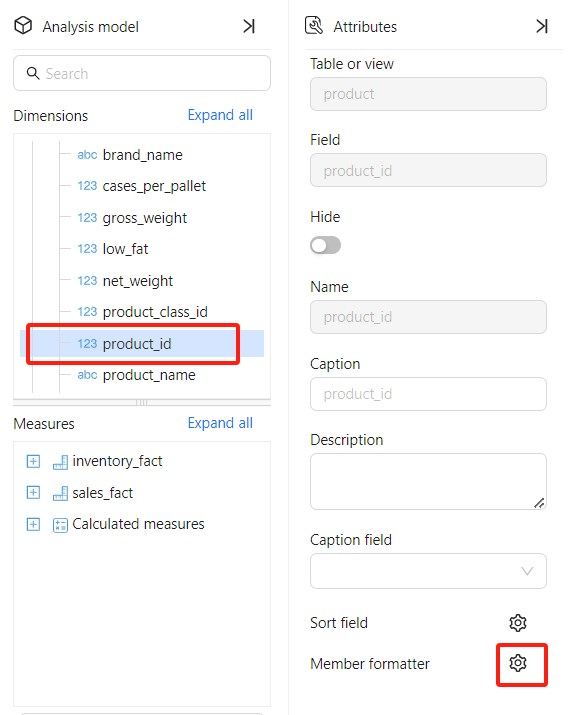 Analysis model
Search
Dimensions
Expand all
abc brand_name
123 cases_per_pallet
123 gross_weight
123 low_fat
123 net_weight
123 product_class_id
123 product_id
abc product_name
Measures
Expand all
inventory_fact
sales_fact
Calculated measures
Attributes
Table or view
product
Field
product_id
Hide
Name
product_id
Caption
product_id
Description
Caption field
Sort field
Member formatter